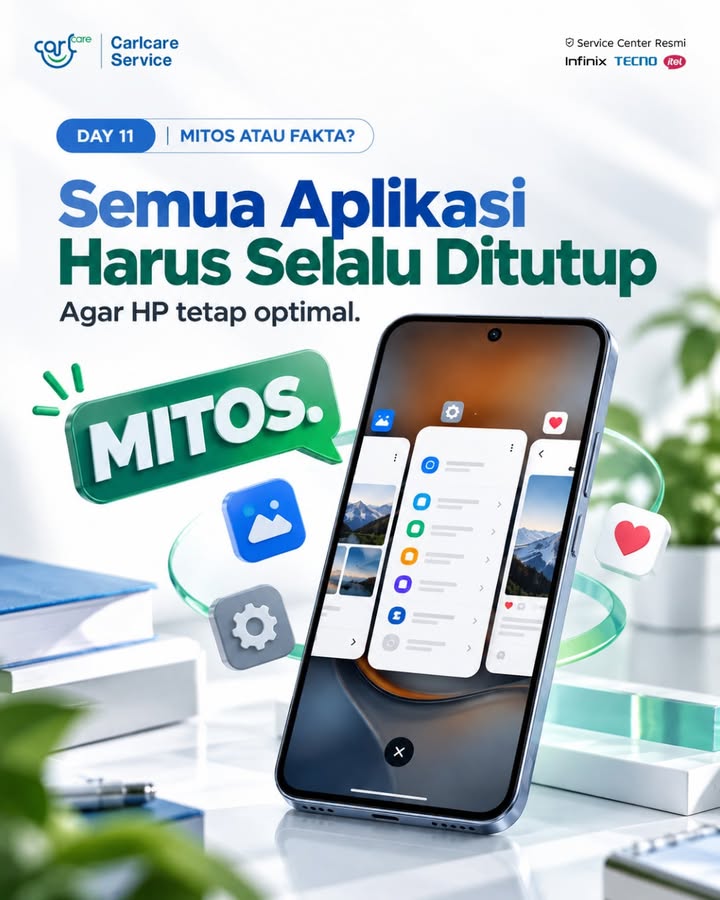 carlcare
Carlcare
Service
Service Center Resmi
Infinix TECNO itel
DAY 11 | MITOS ATAU FAKTA?
Semua Aplikasi
Harus Selalu Ditutup
Agar HP tetap optimal.
MITOS.